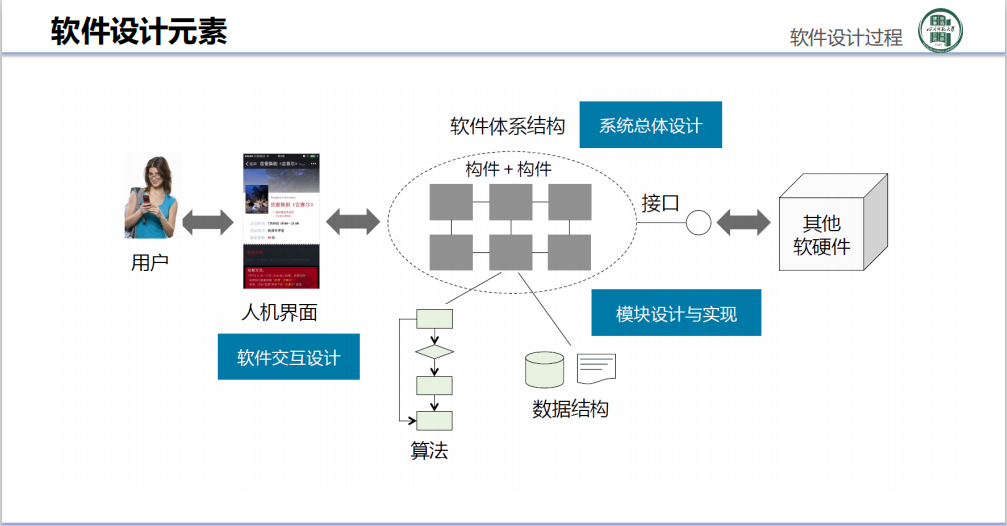 软件设计元素
软件设计过程
软件体系结构
系统总体设计
构件 + 构件
接口
其他
软硬件
用户
人机界面
软件交互设计
模块设计与实现
数据结构
算法